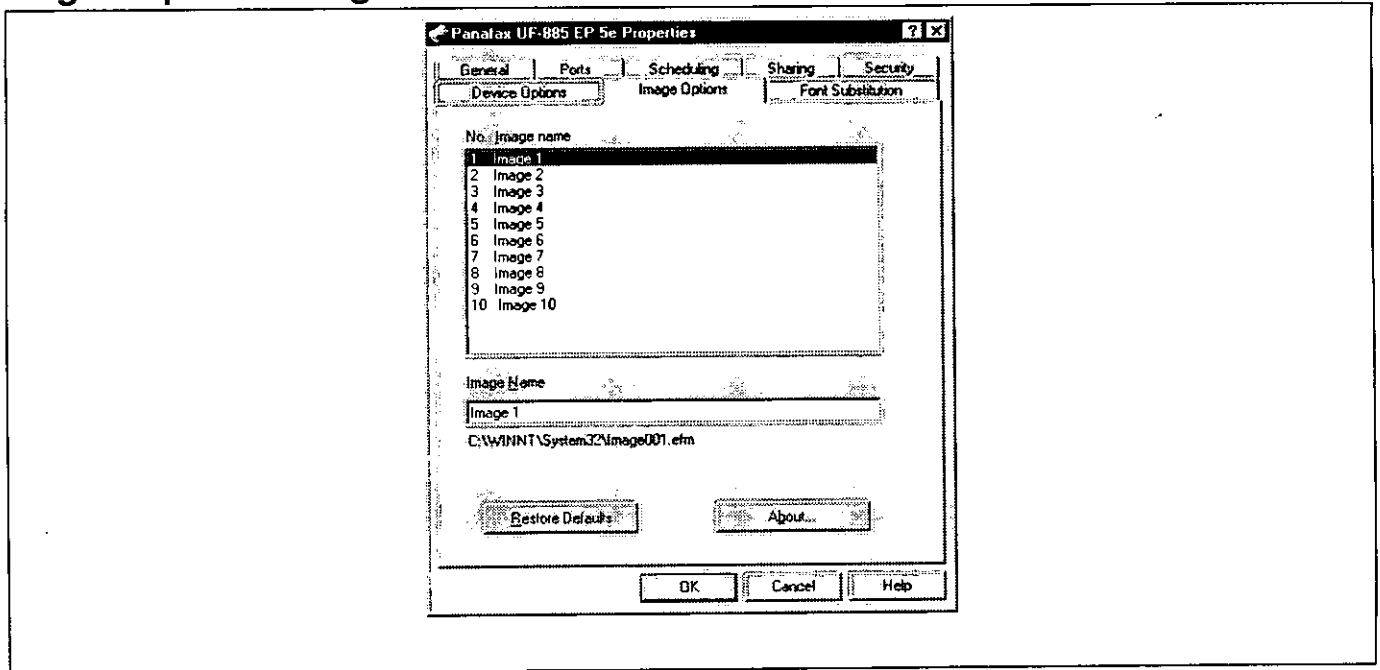 Panafax UF-885 EP 5e Properties
General Ports Scheduling Sharing Security
Device Options Image Options Font Substitution
No. Image name
1 Image 1
2 Image 2
3 Image 3
4 Image 4
5 Image 5
6 Image 6
7 Image 7
8 Image 8
9 Image 9
10 Image 10
Image Name
Image 1
C:\WINNT\System32\Image001.efm
Restore Defaults About...
OK Cancel Help